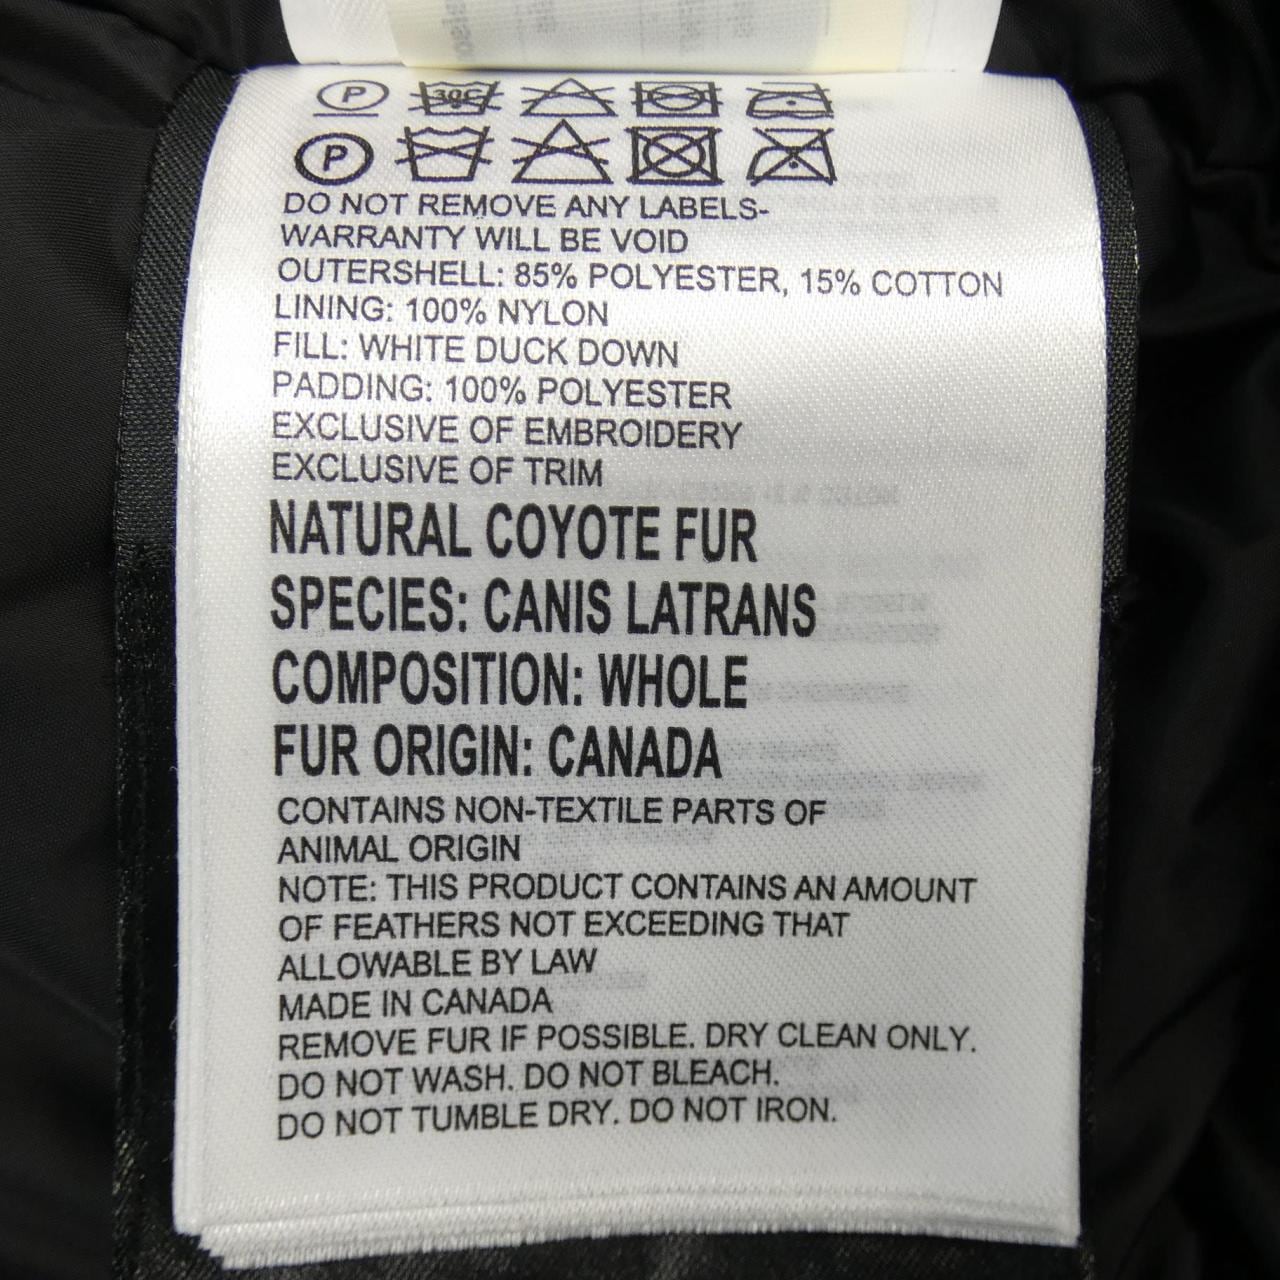 P 30C
P
DO NOT REMOVE ANY LABELS-
WARRANTY WILL BE VOID
OUTERSHELL: 85% POLYESTER, 15% COTTON
LINING: 100% NYLON
FILL: WHITE DUCK DOWN
PADDING: 100% POLYESTER
EXCLUSIVE OF EMBROIDERY
EXCLUSIVE OF TRIM
NATURAL COYOTE FUR
SPECIES: CANIS LATRANS
COMPOSITION: WHOLE
FUR ORIGIN: CANADA
CONTAINS NON-TEXTILE PARTS OF
ANIMAL ORIGIN
NOTE: THIS PRODUCT CONTAINS AN AMOUNT
OF FEATHERS NOT EXCEEDING THAT
ALLOWABLE BY LAW
MADE IN CANADA
REMOVE FUR IF POSSIBLE. DRY CLEAN ONLY.
DO NOT WASH. DO NOT BLEACH.
DO NOT TUMBLE DRY. DO NOT IRON.